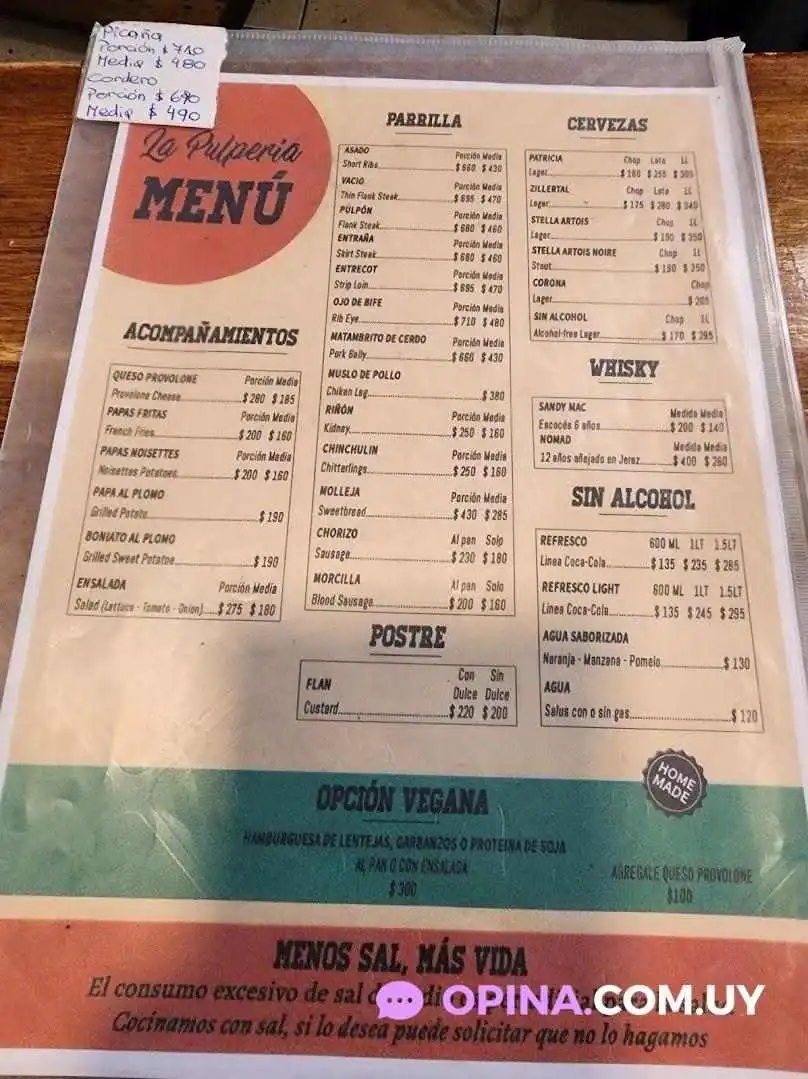 Picaña
Porción $ 710
Media $ 480
Cordero
Porción $ 690
Media $ 490
La Pulperia
MENÚ
ACOMPAÑAMIENTOS
QUESO PROVOLONE Porción Media
Provolone Cheese $ 280 $ 185
PAPAS FRITAS Porción Media
French Fries $ 200 $ 160
PAPAS NOISETTES Porción Media
Noisettes Potatoes $ 200 $ 160
PAPA AL PLOMO
Grilled Potato $ 190
BONIATO AL PLOMO
Grilled Sweet Potatoe $ 190
ENSALADA Porción Media
Salad (Lettuce - Tomato - Onion) $ 275 $ 180
PARRILLA
ASADO Porción Media
Short Ribs $ 660 $ 430
VACIO Porción Media
Thin Flank Steak $ 695 $ 470
PULPÓN Porción Media
Flank Steak $ 680 $ 460
ENTRAÑA Porción Media
Skirt Steak $ 680 $ 460
ENTRECOT Porción Media
Strip Loin $ 695 $ 470
OJO DE BIFE Porción Media
Rib Eye $ 710 $ 480
MATAMBRITO DE CERDO Porción Media
Pork Belly $ 660 $ 430
MUSLO DE POLLO
Chiken Leg $ 380
RIÑÓN Porción Media
Kidney $ 250 $ 160
CHINCHULIN Porción Media
Chitterlings $ 250 $ 160
MOLLEJA Porción Media
Sweetbread $ 430 $ 285
CHORIZO Al pan Solo
Sausage $ 230 $ 180
MORCILLA Al pan Solo
Blood Sausage $ 200 $ 160
POSTRE
FLAN Con Dulce Sin Dulce
Custard $ 220 $ 200
CERVEZAS
PATRICIA Chop Lata 1L
Lager $ 160 $ 255 $ 305
ZILLERTAL Chop Lata 1L
Lager $ 175 $ 280 $ 340
STELLA ARTOIS Chop 1L
Lager $ 190 $ 350
STELLA ARTOIS NOIRE Chop 1L
Stout $ 190 $ 350
CORONA Chop
Lager $ 205
SIN ALCOHOL Chop 1L
Alcohol-free Lager $ 170 $ 295
WHISKY
SANDY MAC Medida Media
Escocés 6 años $ 200 $ 140
NOMAD Medida Media
12 años añejado en Jerez $ 400 $ 260
SIN ALCOHOL
REFRESCO 600 ML 1LT 1.5LT
Linea Coca-Cola $ 135 $ 235 $ 285
REFRESCO LIGHT 600 ML 1LT 1.5LT
Linea Coca-Cola $ 135 $ 245 $ 295
AGUA SABORIZADA
Naranja - Manzana - Pomelo $ 130
AGUA
Salus con o sin gas $ 120
HOME
MADE
OPCIÓN VEGANA
HAMBURGUESA DE LENTEJAS, GARBANZOS O PROTEINA DE SOJA
AL PAN O CON ENSALADA
$ 300
AGREGALE QUESO PROVOLONE
$100
MENOS SAL, MÁS VIDA
El consumo excesivo de sal
Cocinamos con sal, si lo desea puede solicitar que no lo hagamos
OPINA.COM.UY